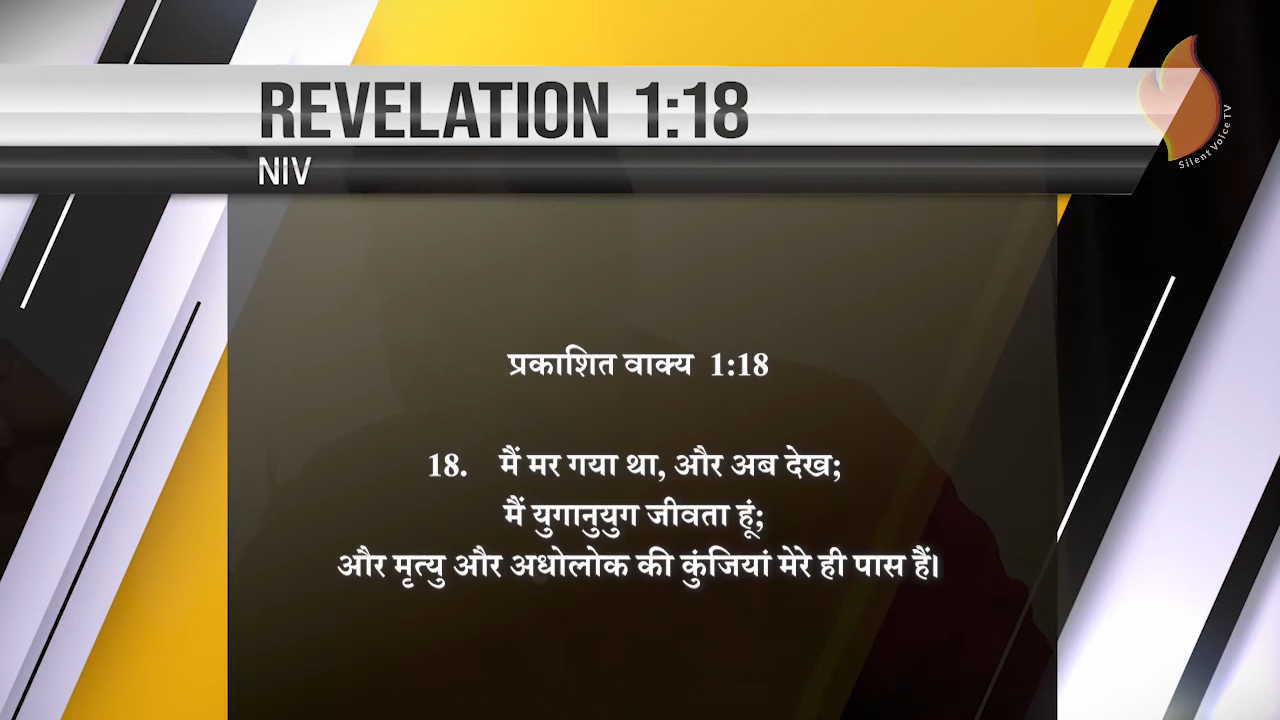 REVELATION 1:18
NIV
Silent Voice TV
प्रकाशित वाक्य 1:18
18. मैं मर गया था, और अब देख;
मैं युगानुयुग जीवता हूं;
और मृत्यु और अधोलोक की कुंजियां मेरे ही पास हैं।